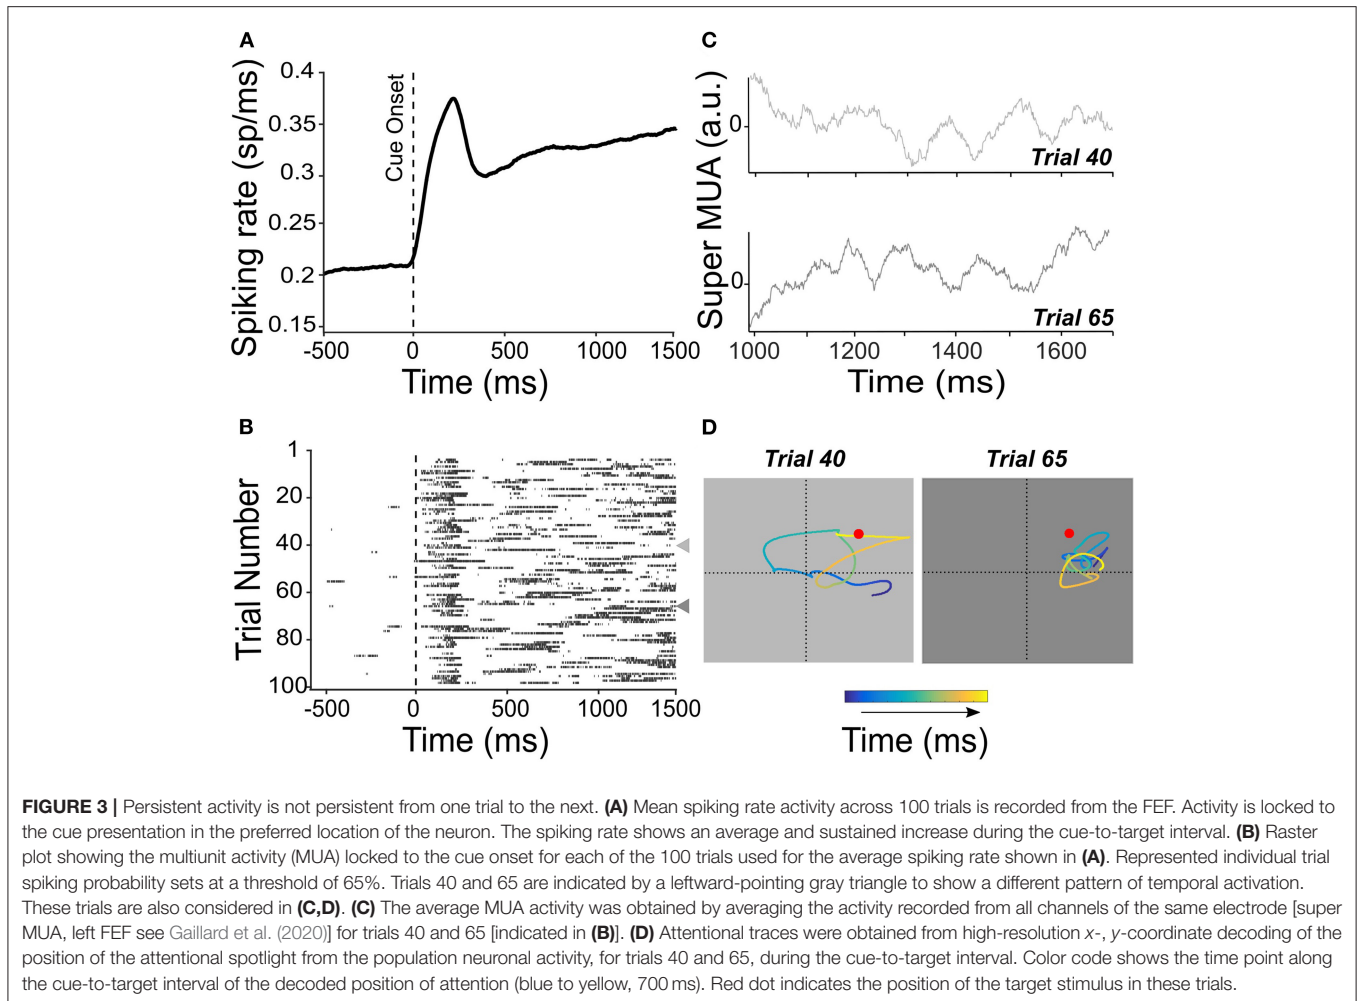 A
Spiking rate (sp/ms)
0.4
0.35
0.3
0.25
0.2
0.15
Cue Onset
-500
0
500
1000
1500
Time (ms)
C
Super MUA (a.u.)
0
Trial 40
0
Trial 65
1000
1200
1400
1600
Time (ms)
B
Trial Number
1
20
40
60
80
100
-500
0
500
1000
1500
Time (ms)
D
Trial 40
Trial 65
Time (ms)
FIGURE 3 | Persistent activity is not persistent from one trial to the next. (A) Mean spiking rate activity across 100 trials is recorded from the FEF. Activity is locked to
the cue presentation in the preferred location of the neuron. The spiking rate shows an average and sustained increase during the cue-to-target interval. (B) Raster
plot showing the multiunit activity (MUA) locked to the cue onset for each of the 100 trials used for the average spiking rate shown in (A). Represented individual trial
spiking probability sets at a threshold of 65%. Trials 40 and 65 are indicated by a leftward-pointing gray triangle to show a different pattern of temporal activation.
These trials are also considered in (C,D). (C) The average MUA activity was obtained by averaging the activity recorded from all channels of the same electrode [super
MUA, left FEF see Gaillard et al. (2020)] for trials 40 and 65 [indicated in (B)]. (D) Attentional traces were obtained from high-resolution x-, y-coordinate decoding of the
position of the attentional spotlight from the population neuronal activity, for trials 40 and 65, during the cue-to-target interval. Color code shows the time point along
the cue-to-target interval of the decoded position of attention (blue to yellow, 700 ms). Red dot indicates the position of the target stimulus in these trials.